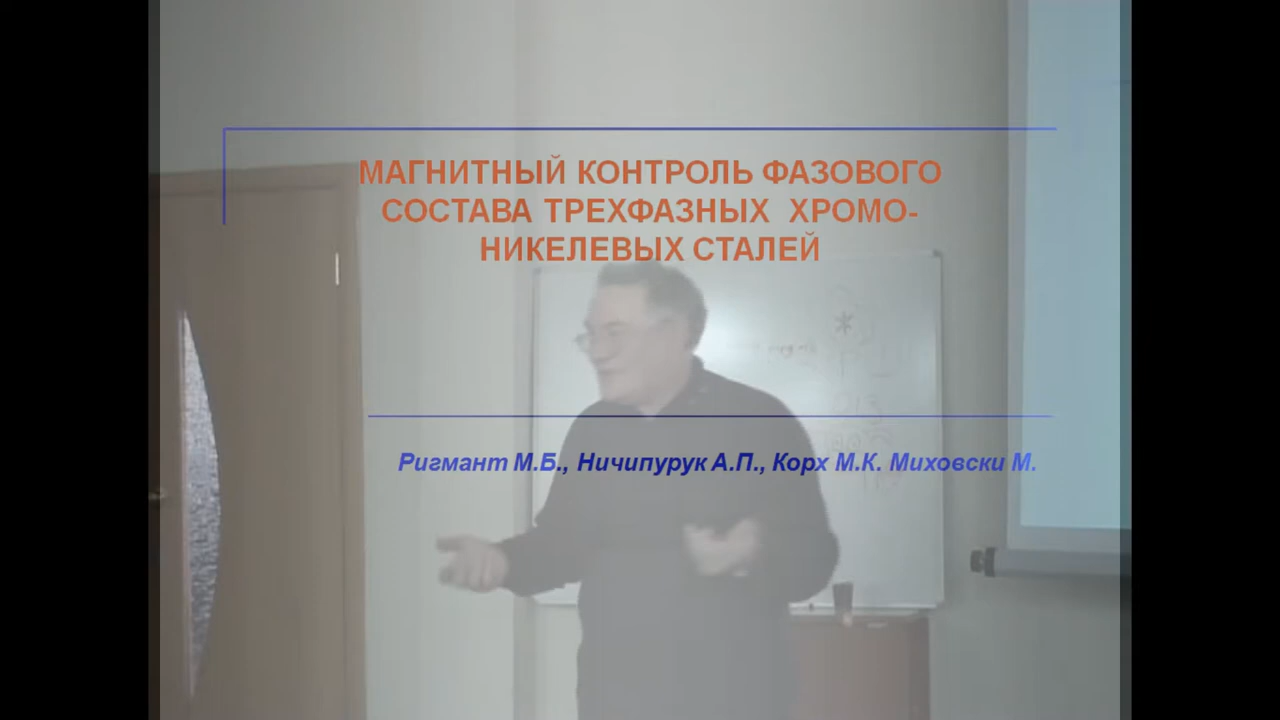 МАГНИТНЫЙ КОНТРОЛЬ ФАЗОВОГО
СОСТАВА ТРЕХФАЗНЫХ ХРОМО-
НИКЕЛЕВЫХ СТАЛЕЙ
Ригмант М.Б., Ничипурук А.П., Корх М.К. Миховски М.